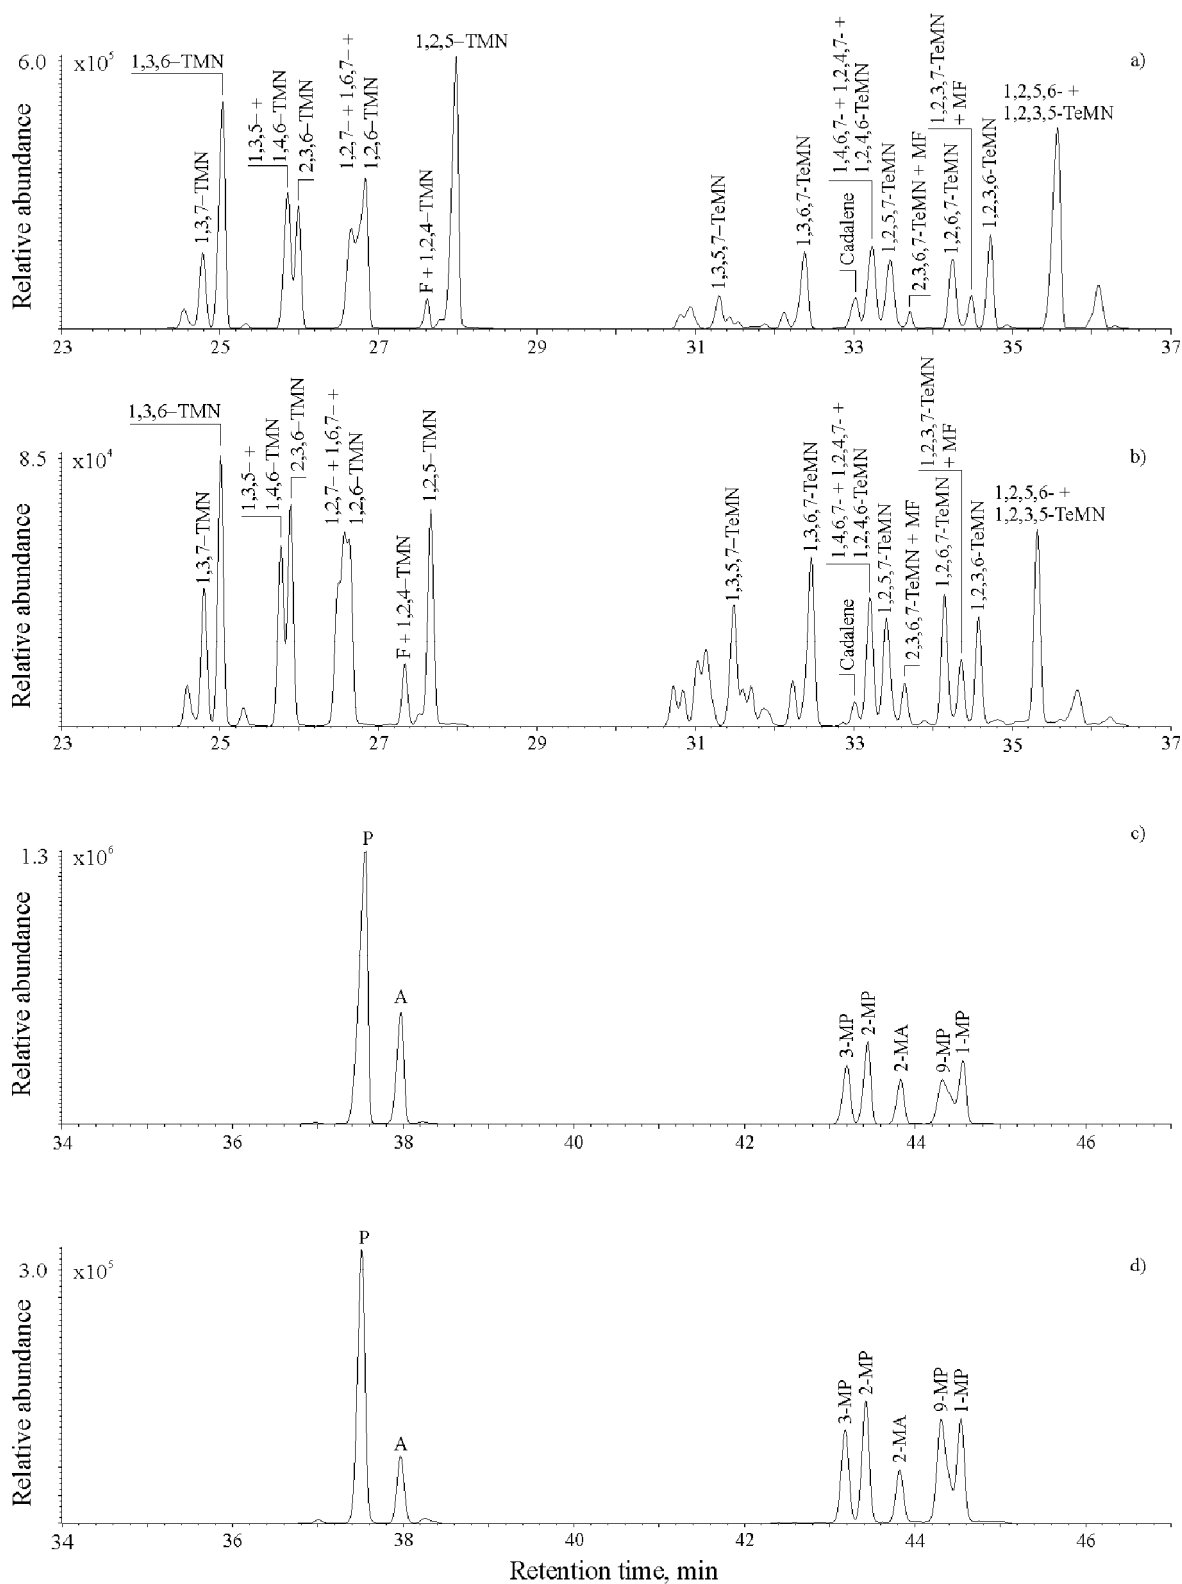 a)
6.0 x10⁵
Relative abundance
1,3,7–TMN
1,3,6–TMN
1,3,5– +
1,4,6–TMN
2,3,6–TMN
1,2,7– + 1,6,7– +
1,2,6–TMN
F + 1,2,4–TMN
1,2,5–TMN
1,3,5,7–TeMN
1,3,6,7-TeMN
Cadalene
1,4,6,7- + 1,2,4,7- +
1,2,4,6-TeMN
1,2,5,7-TeMN
2,3,6,7-TeMN + MF
1,2,6,7-TeMN
1,2,3,7-TeMN
+ MF
1,2,3,6-TeMN
1,2,5,6- +
1,2,3,5-TeMN
23 25 27 29 31 33 35 37
b)
8.5 x10⁴
Relative abundance
1,3,7–TMN
1,3,6–TMN
1,3,5– +
1,4,6–TMN
2,3,6–TMN
1,2,7– + 1,6,7– +
1,2,6–TMN
F + 1,2,4–TMN
1,2,5–TMN
1,3,5,7–TeMN
1,3,6,7-TeMN
Cadalene
1,4,6,7- + 1,2,4,7- +
1,2,4,6-TeMN
1,2,5,7-TeMN
2,3,6,7-TeMN + MF
1,2,6,7-TeMN
1,2,3,7-TeMN
+ MF
1,2,3,6-TeMN
1,2,5,6- +
1,2,3,5-TeMN
23 25 27 29 31 33 35 37
c)
1.3 x10⁶
Relative abundance
P
A
3-MP
2-MP
2-MA
9-MP
1-MP
34 36 38 40 42 44 46
d)
3.0 x10⁵
Relative abundance
P
A
3-MP
2-MP
2-MA
9-MP
1-MP
34 36 38 40 42 44 46
Retention time, min